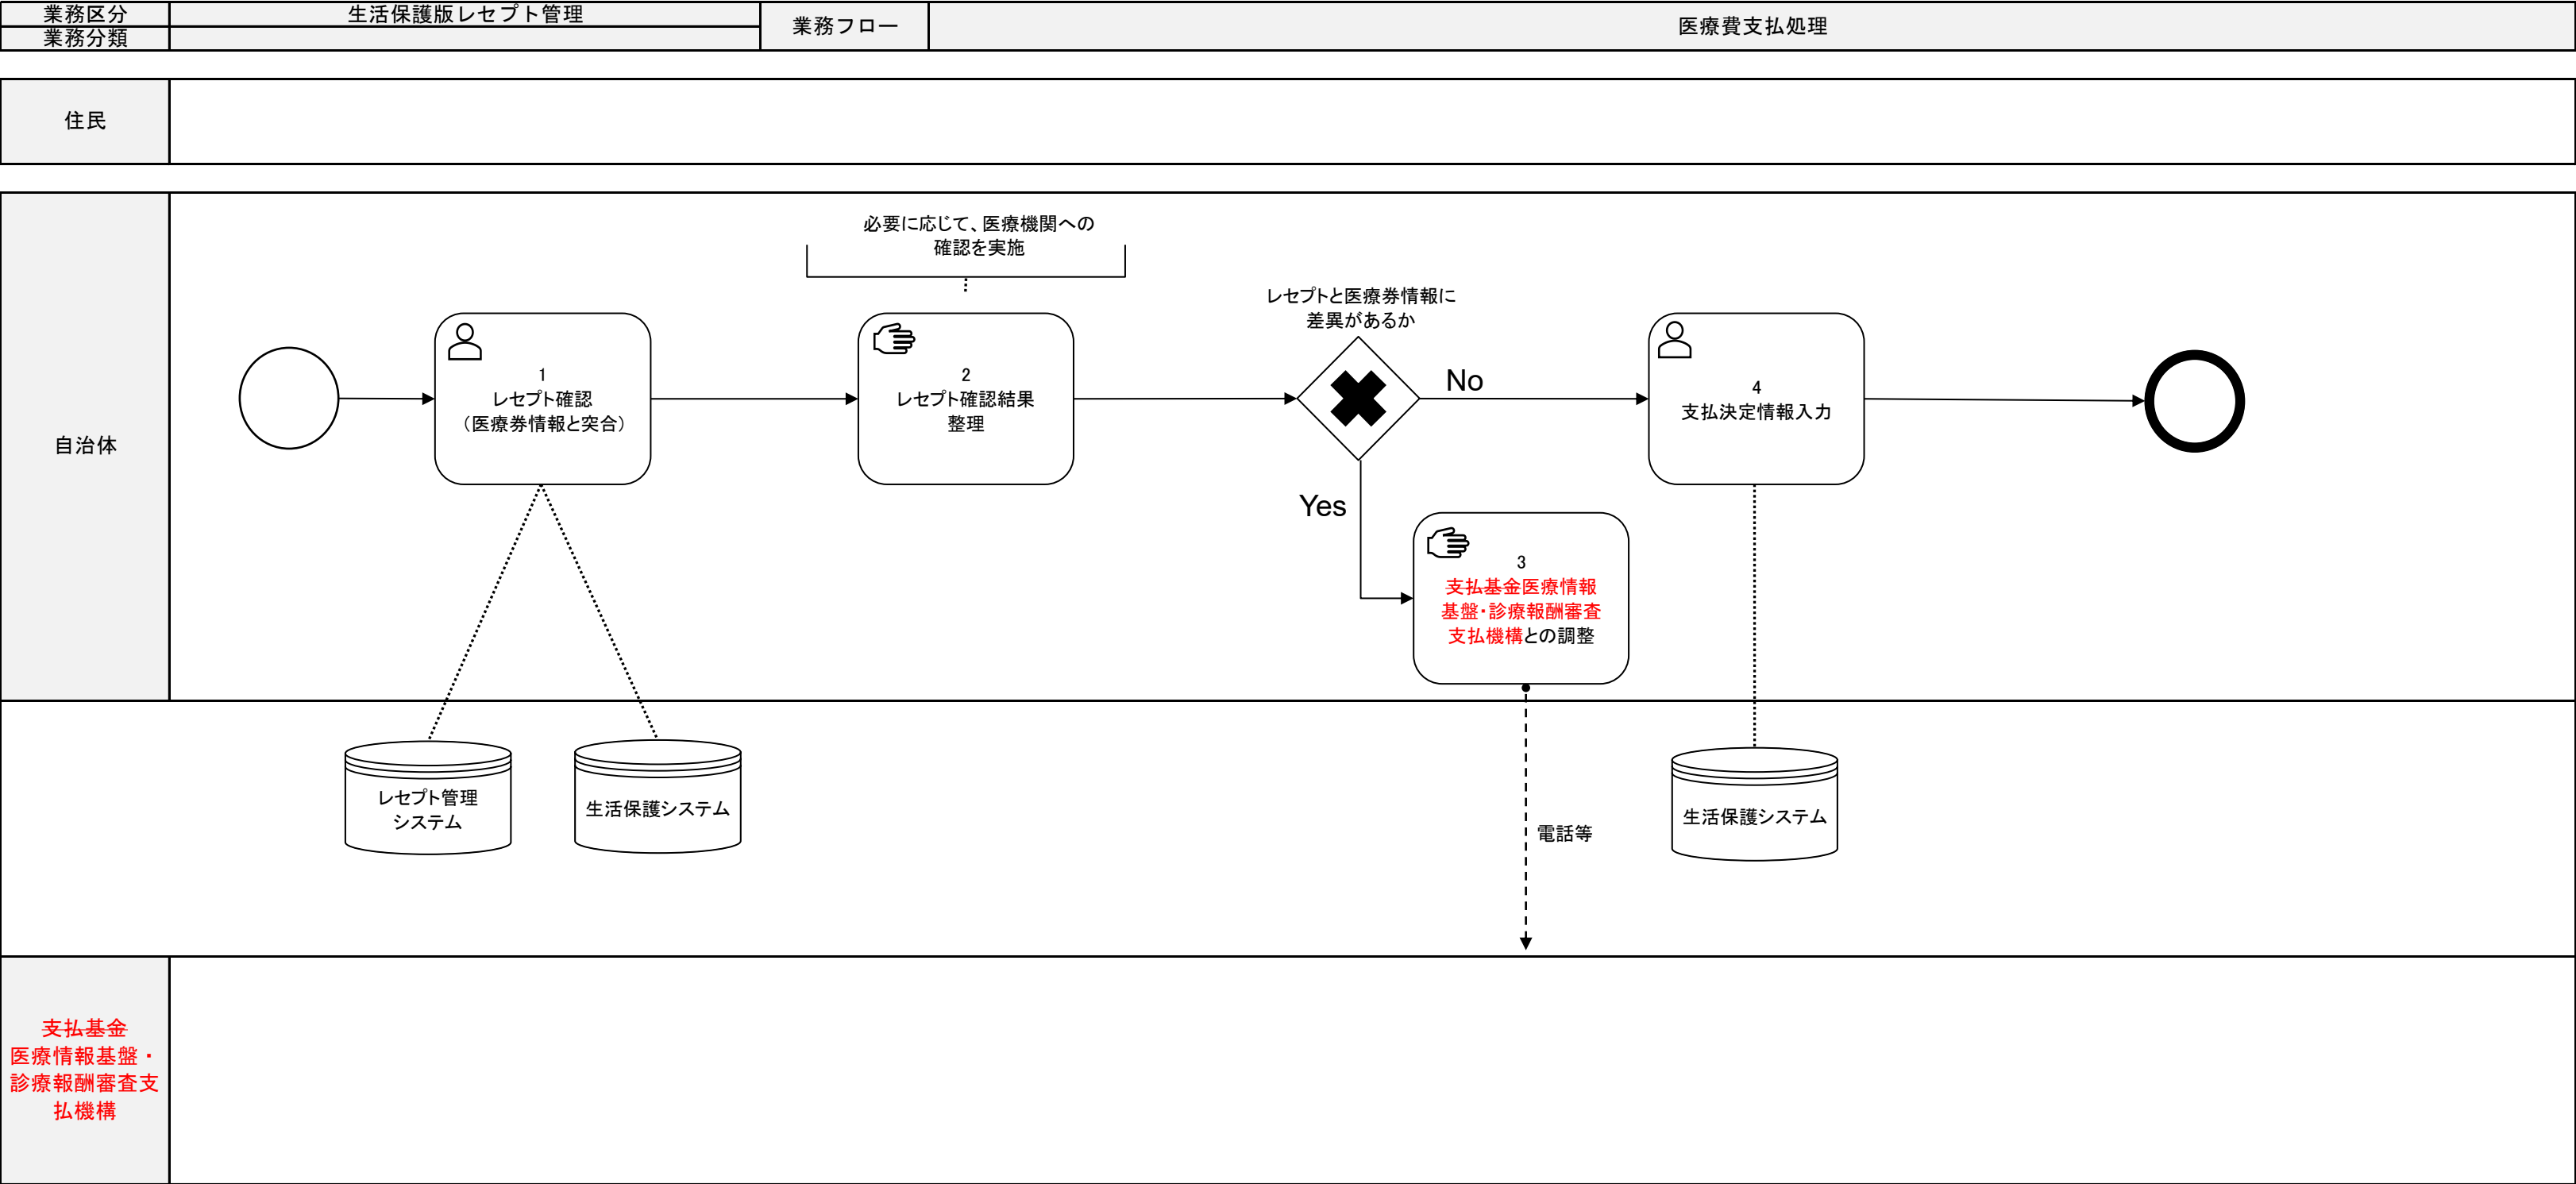 業務区分
生活保護版レセプト管理
業務フロー
医療費支払処理
業務分類
住民
自治体
必要に応じて、医療機関への
確認を実施
レセプトと医療券情報に
差異があるか
1
レセプト確認
（医療券情報と突合）
2
レセプト確認結果
整理
No
4
支払決定情報入力
Yes
3
支払基金医療情報
基盤・診療報酬審査
支払機構との調整
レセプト管理
システム
生活保護システム
電話等
生活保護システム
支払基金
医療情報基盤・
診療報酬審査支
払機構